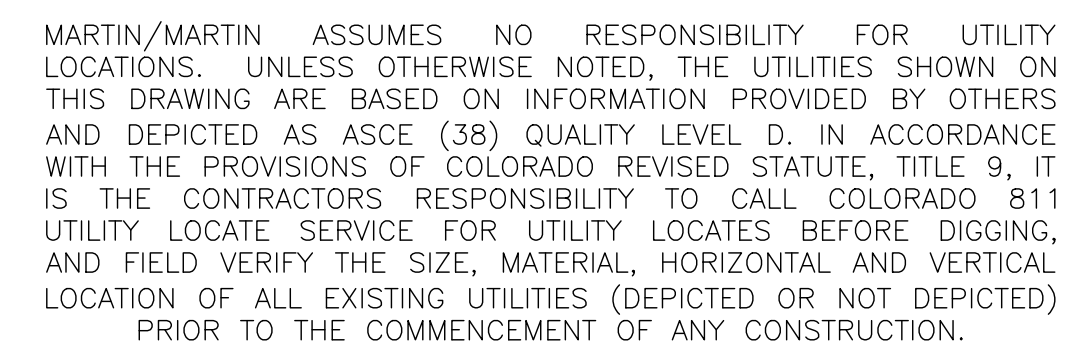 MARTIN/MARTIN ASSUMES NO RESPONSIBILITY FOR UTILITY
LOCATIONS. UNLESS OTHERWISE NOTED, THE UTILITIES SHOWN ON
THIS DRAWING ARE BASED ON INFORMATION PROVIDED BY OTHERS
AND DEPICTED AS ASCE (38) QUALITY LEVEL D. IN ACCORDANCE
WITH THE PROVISIONS OF COLORADO REVISED STATUTE, TITLE 9, IT
IS THE CONTRACTORS RESPONSIBILITY TO CALL COLORADO 811
UTILITY LOCATE SERVICE FOR UTILITY LOCATES BEFORE DIGGING,
AND FIELD VERIFY THE SIZE, MATERIAL, HORIZONTAL AND VERTICAL
LOCATION OF ALL EXISTING UTILITIES (DEPICTED OR NOT DEPICTED)
PRIOR TO THE COMMENCEMENT OF ANY CONSTRUCTION.